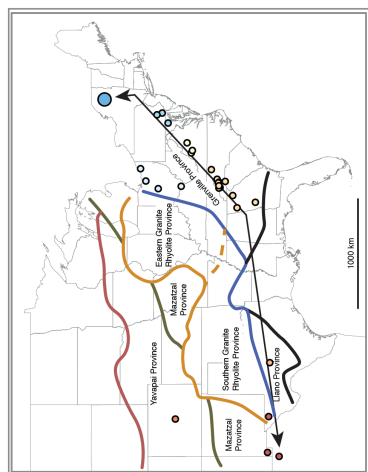 Grenville Province
Eastern Granite
Rhyolite Province
Mazatzal
Province
Yavapai Province
Southern Granite
Rhyolite Province
Llano Province
Mazatzal
Province
1000 km